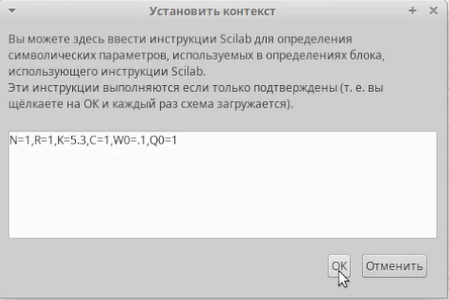 Установить контекст
Вы можете здесь ввести инструкции Scilab для определения
символических параметров, используемых в определениях блока,
использующего инструкции Scilab.
Эти инструкции выполняются если только подтверждены (т. е. вы
щёлкаете на ОК и каждый раз схема загружается).
N=1,R=1,K=5.3,C=1,W0=.1,Q0=1
ОК
Отменить